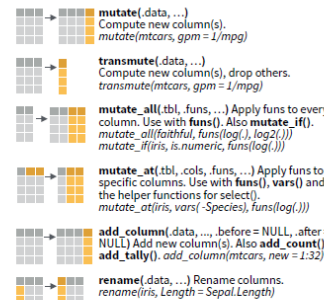 mutate(.data, …)
Compute new column(s).
mutate(mtcars, gpm = 1/mpg)
transmute(.data, …)
Compute new column(s), drop others.
transmute(mtcars, gpm = 1/mpg)
mutate_all(.tbl, .funs, …) Apply funs to every
column. Use with funs(). Also mutate_if().
mutate_all(faithful, funs(log(.), log2(.)))
mutate_if(iris, is.numeric, funs(log(.)))
mutate_at(.tbl, .cols, .funs, …) Apply funs to
specific columns. Use with funs(), vars() and
the helper functions for select().
mutate_at(iris, vars( -Species), funs(log(.)))
add_column(.data, ..., .before = NULL, .after =
NULL) Add new column(s). Also add_count(),
add_tally(). add_column(mtcars, new = 1:32)
rename(.data, …) Rename columns.
rename(iris, Length = Sepal.Length)